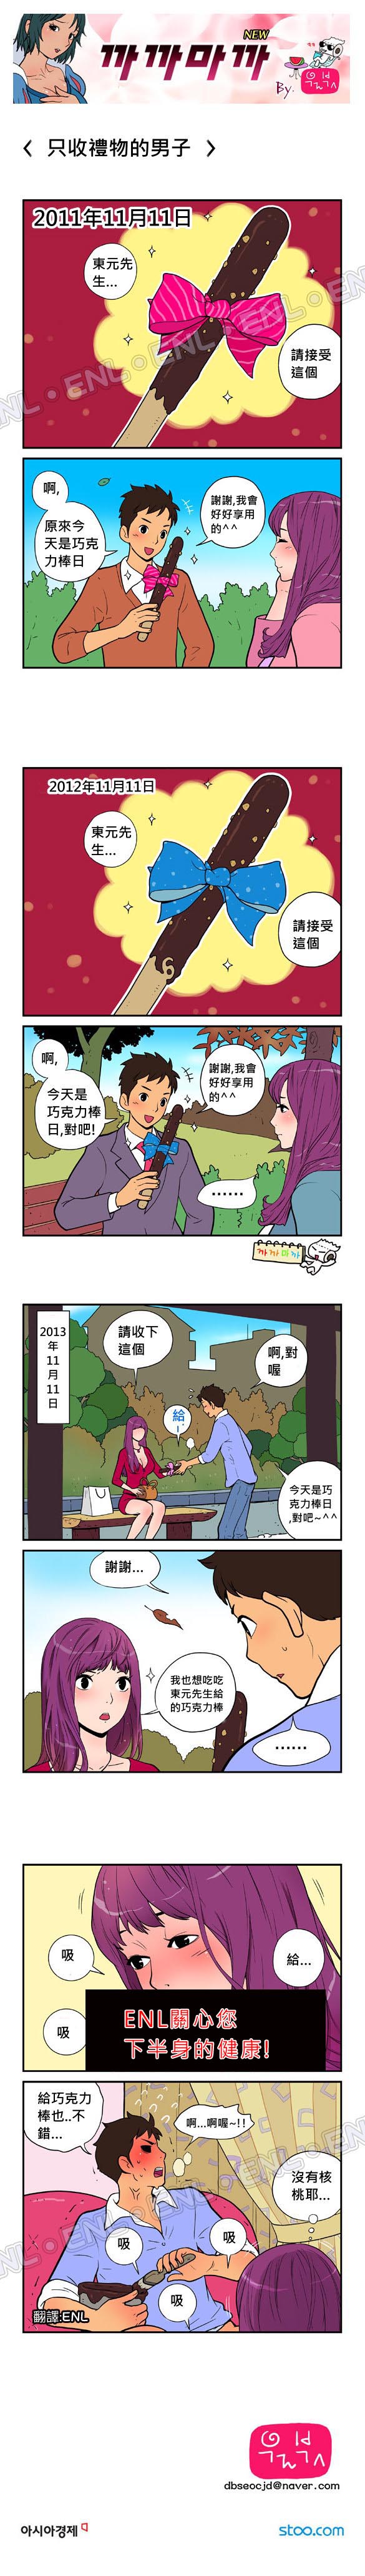 NEW
까까마까
By.
〈 只收禮物的男子 〉
2011年11月11日
東元先
生...
請接受
這個
啊,
原來今
天是巧克
力棒日
謝謝,我會
好好享用
的^^
2012年11月11日
東元先
生...
請接受
這個
啊,
今天是
巧克力棒
日,對吧!
謝謝,我會
好好享用
的^^
......
까까마까
2013
年
11
月
11
日
請收下
這個
啊,對
喔
給
今天是巧
克力棒日
,對吧~^^
謝謝...
我也想吃吃
東元先生給
的巧克力棒
......
吸
給...
吸
ENL關心您
下半身的健康!
給巧克力
棒也..不
錯...
啊...啊喔~!!
沒有核
桃耶...
吸
吸
吸
翻譯:ENL
ENL
dbseocjd@naver.com
아시아경제
stoo.com